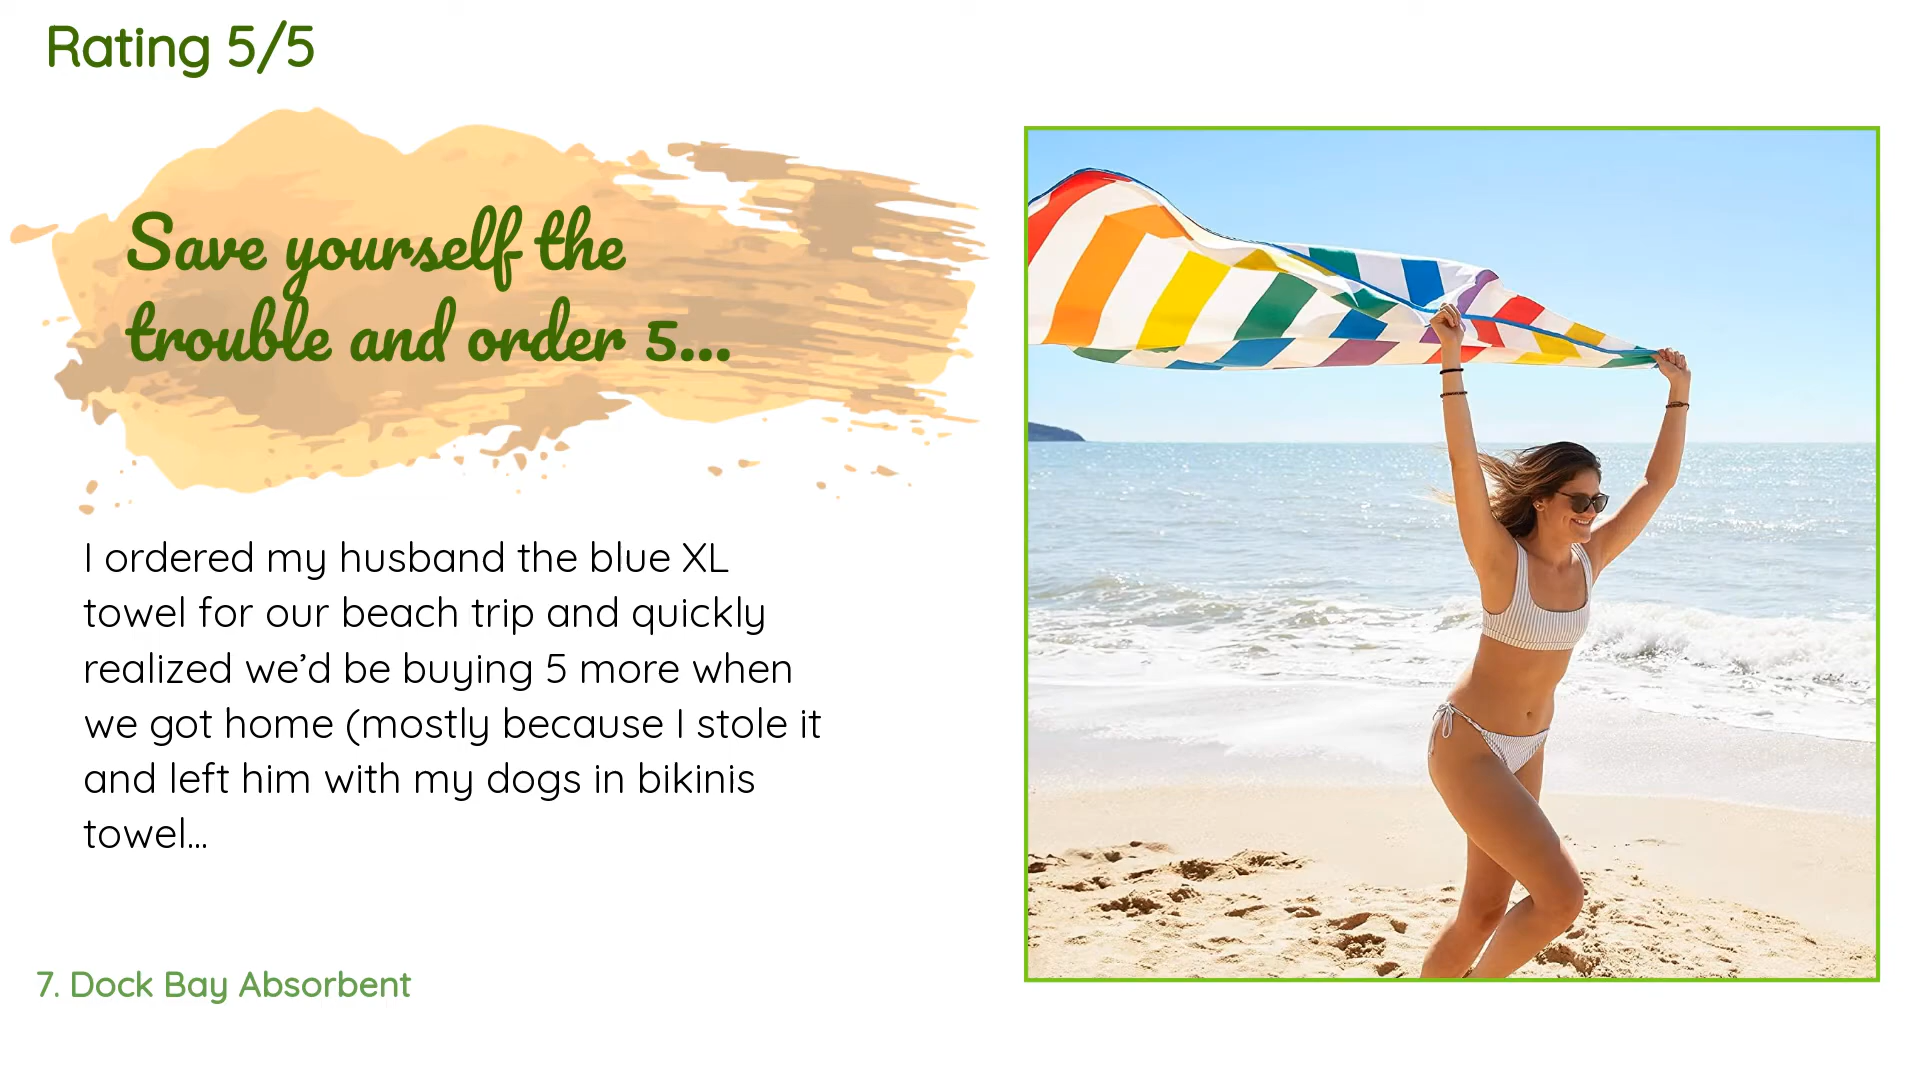 Rating 5/5
Save yourself the
trouble and order 5...
I ordered my husband the blue XL
towel for our beach trip and quickly
realized we’d be buying 5 more when
we got home (mostly because I stole it
and left him with my dogs in bikinis
towel...
7. Dock Bay Absorbent